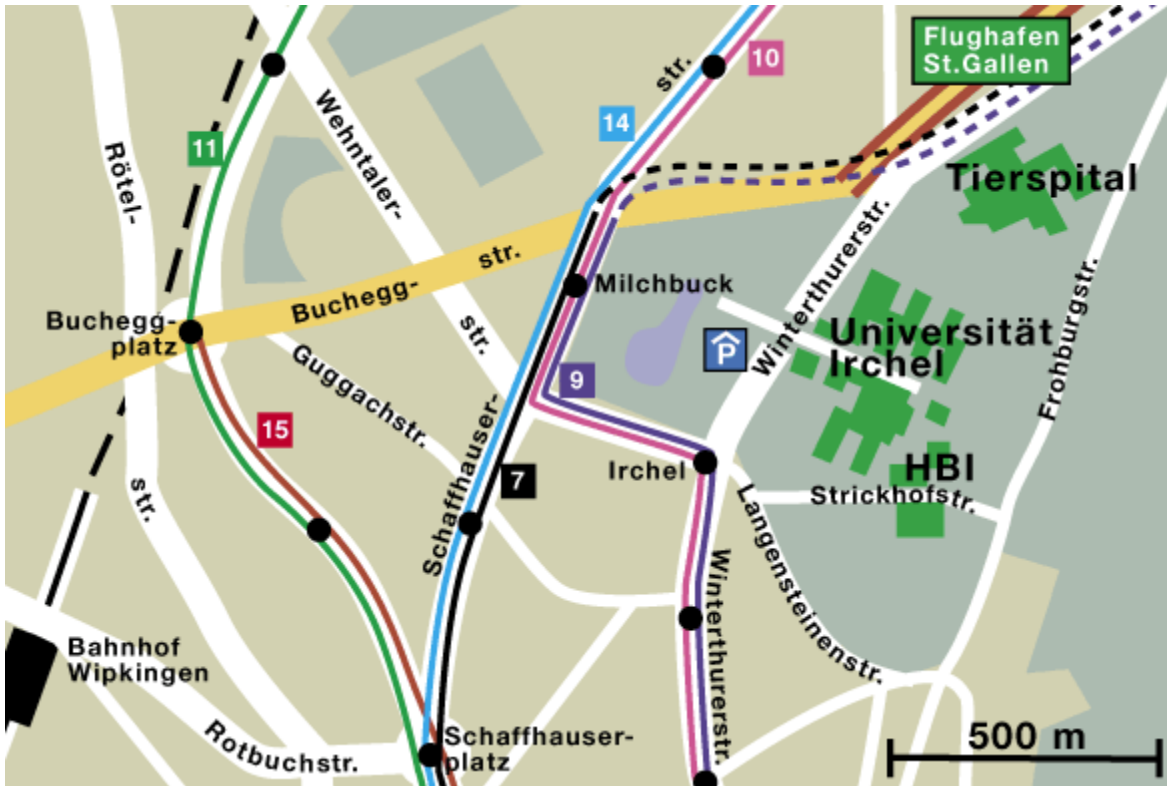 Flughafen
St.Gallen
10
str.
14
11
Wehntaler-
Rötel-
Tierspital
Winterthurerstr.
str.
Milchbuck
Buchegg-
Buchegg-
platz
str.
Universität
Irchel
P
Frohburgstr.
Guggachstr.
9
15
Schaffhauser-
7
Irchel
HBI
Strickhofstr.
str.
Langensteinenstr.
Winterthurerstr.
Bahnhof
Wipkingen
Rotbuchstr.
Schaffhauser-
platz
500 m